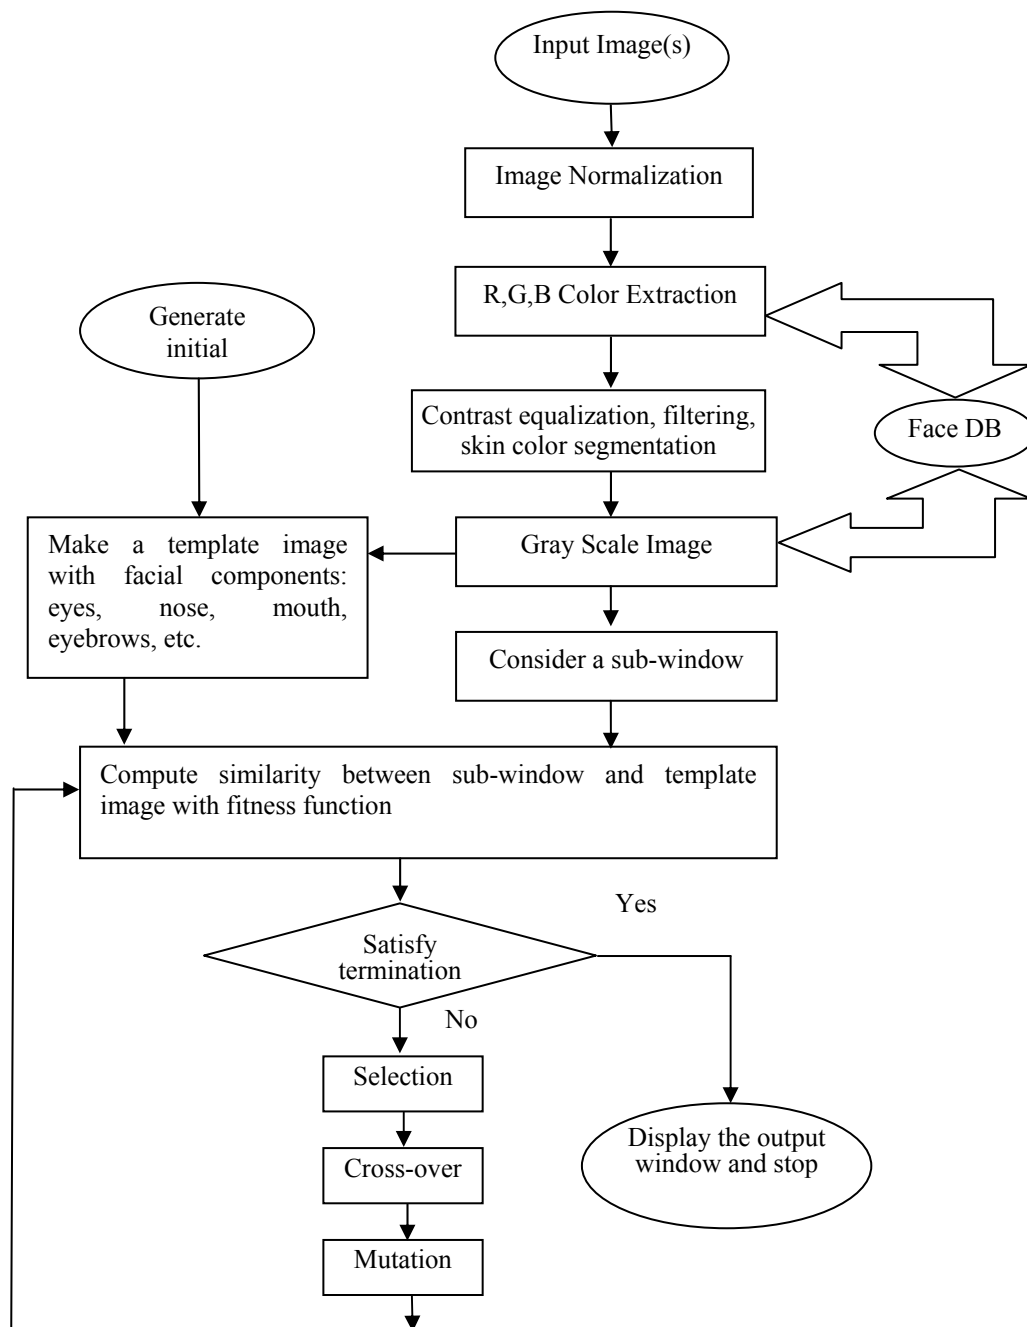 Input Image(s)
Image Normalization
R,G,B Color Extraction
Generate
initial
Contrast equalization, filtering,
skin color segmentation
Face DB
Make a template image
with facial components:
eyes, nose, mouth,
eyebrows, etc.
Gray Scale Image
Consider a sub-window
Compute similarity between sub-window and template
image with fitness function
Yes
Satisfy
termination
No
Selection
Cross-over
Mutation
Display the output
window and stop